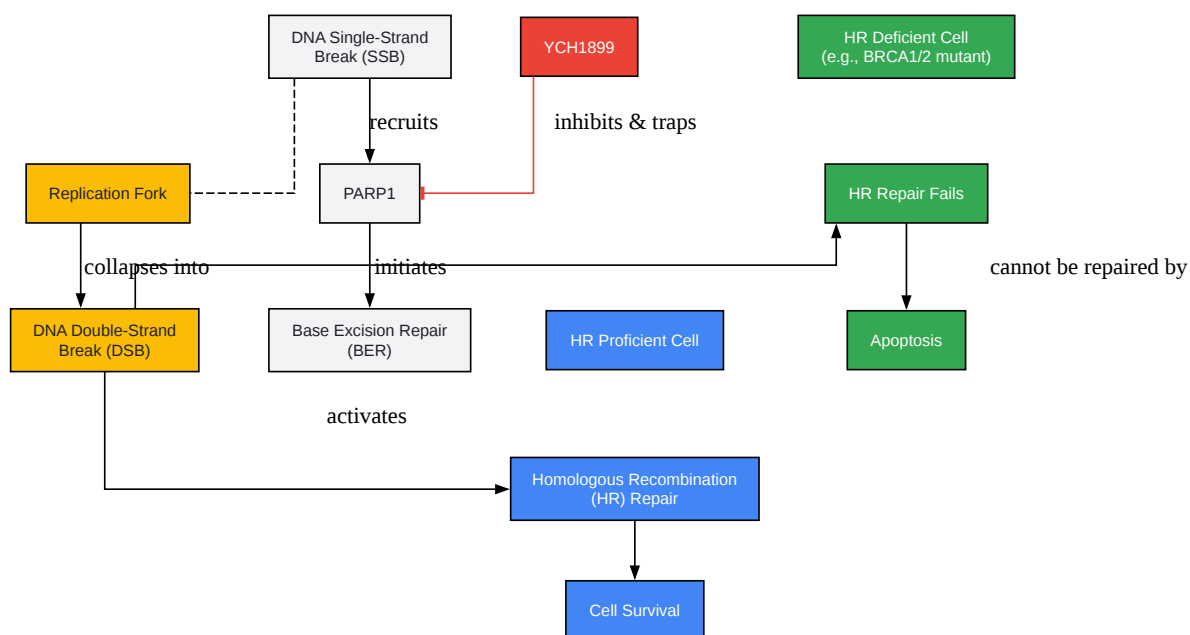 DNA Single-Strand
Break (SSB)
YCH1899
HR Deficient Cell
(e.g., BRCA1/2 mutant)
recruits
inhibits & traps
Replication Fork
PARP1
HR Repair Fails
collapses into
initiates
cannot be repaired by
DNA Double-Strand
Break (DSB)
Base Excision Repair
(BER)
HR Proficient Cell
Apoptosis
activates
Homologous Recombination
(HR) Repair
Cell Survival